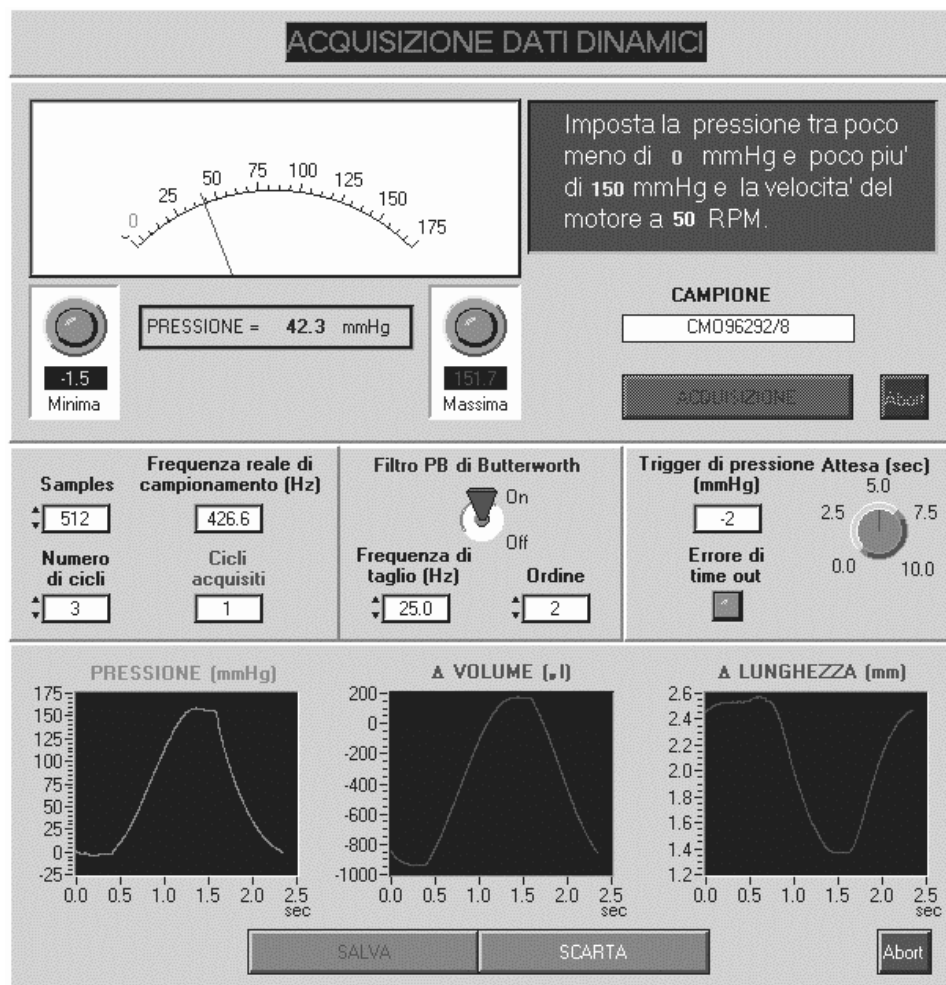 ACQUISIZIONE DATI DINAMICI
0 25 50 75 100 125 150 175
Imposta la pressione tra poco
meno di 0 mmHg e poco piu'
di 150 mmHg e la velocita' del
motore a 50 RPM.
PRESSIONE = 42.3 mmHg
-1.5
Minima
151.7
Massima
CAMPIONE
CM096292/8
ACQUISIZIONE
Abort
Samples
512
Frequenza reale di
campionamento (Hz)
426.6
Numero
di cicli
3
Cicli
acquisiti
1
Filtro PB di Butterworth
On
Off
Frequenza di
taglio (Hz)
25.0
Ordine
2
Trigger di pressione
(mmHg)
-2
Errore di
time out
Attesa (sec)
5.0
2.5 7.5
0.0 10.0
PRESSIONE (mmHg)
175
150
125
100
75
50
25
0
-25
0.0 0.5 1.0 1.5 2.0 2.5
sec
Δ VOLUME (µl)
200
0
-200
-400
-600
-800
-1000
0.0 0.5 1.0 1.5 2.0 2.5
sec
Δ LUNGHEZZA (mm)
2.6
2.4
2.2
2.0
1.8
1.6
1.4
1.2
0.0 0.5 1.0 1.5 2.0 2.5
sec
SALVA
SCARTA
Abort